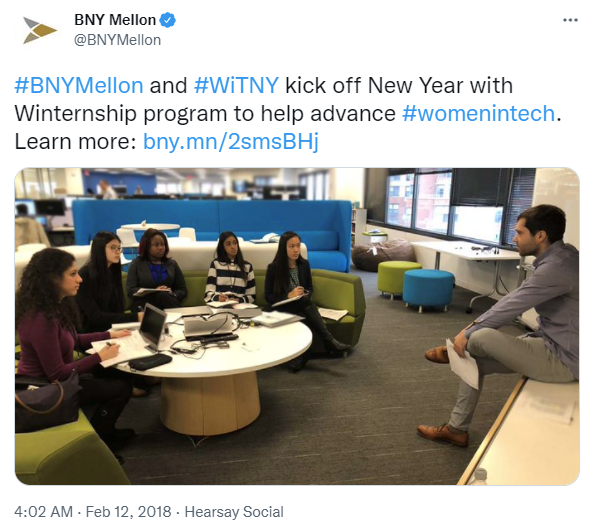 BNY Mellon
@BNYMellon
#BNYMellon and #WiTNY kick off New Year with
Winternship program to help advance #womenintech.
Learn more: bny.mn/2smsBHj
4:02 AM · Feb 12, 2018 · Hearsay Social